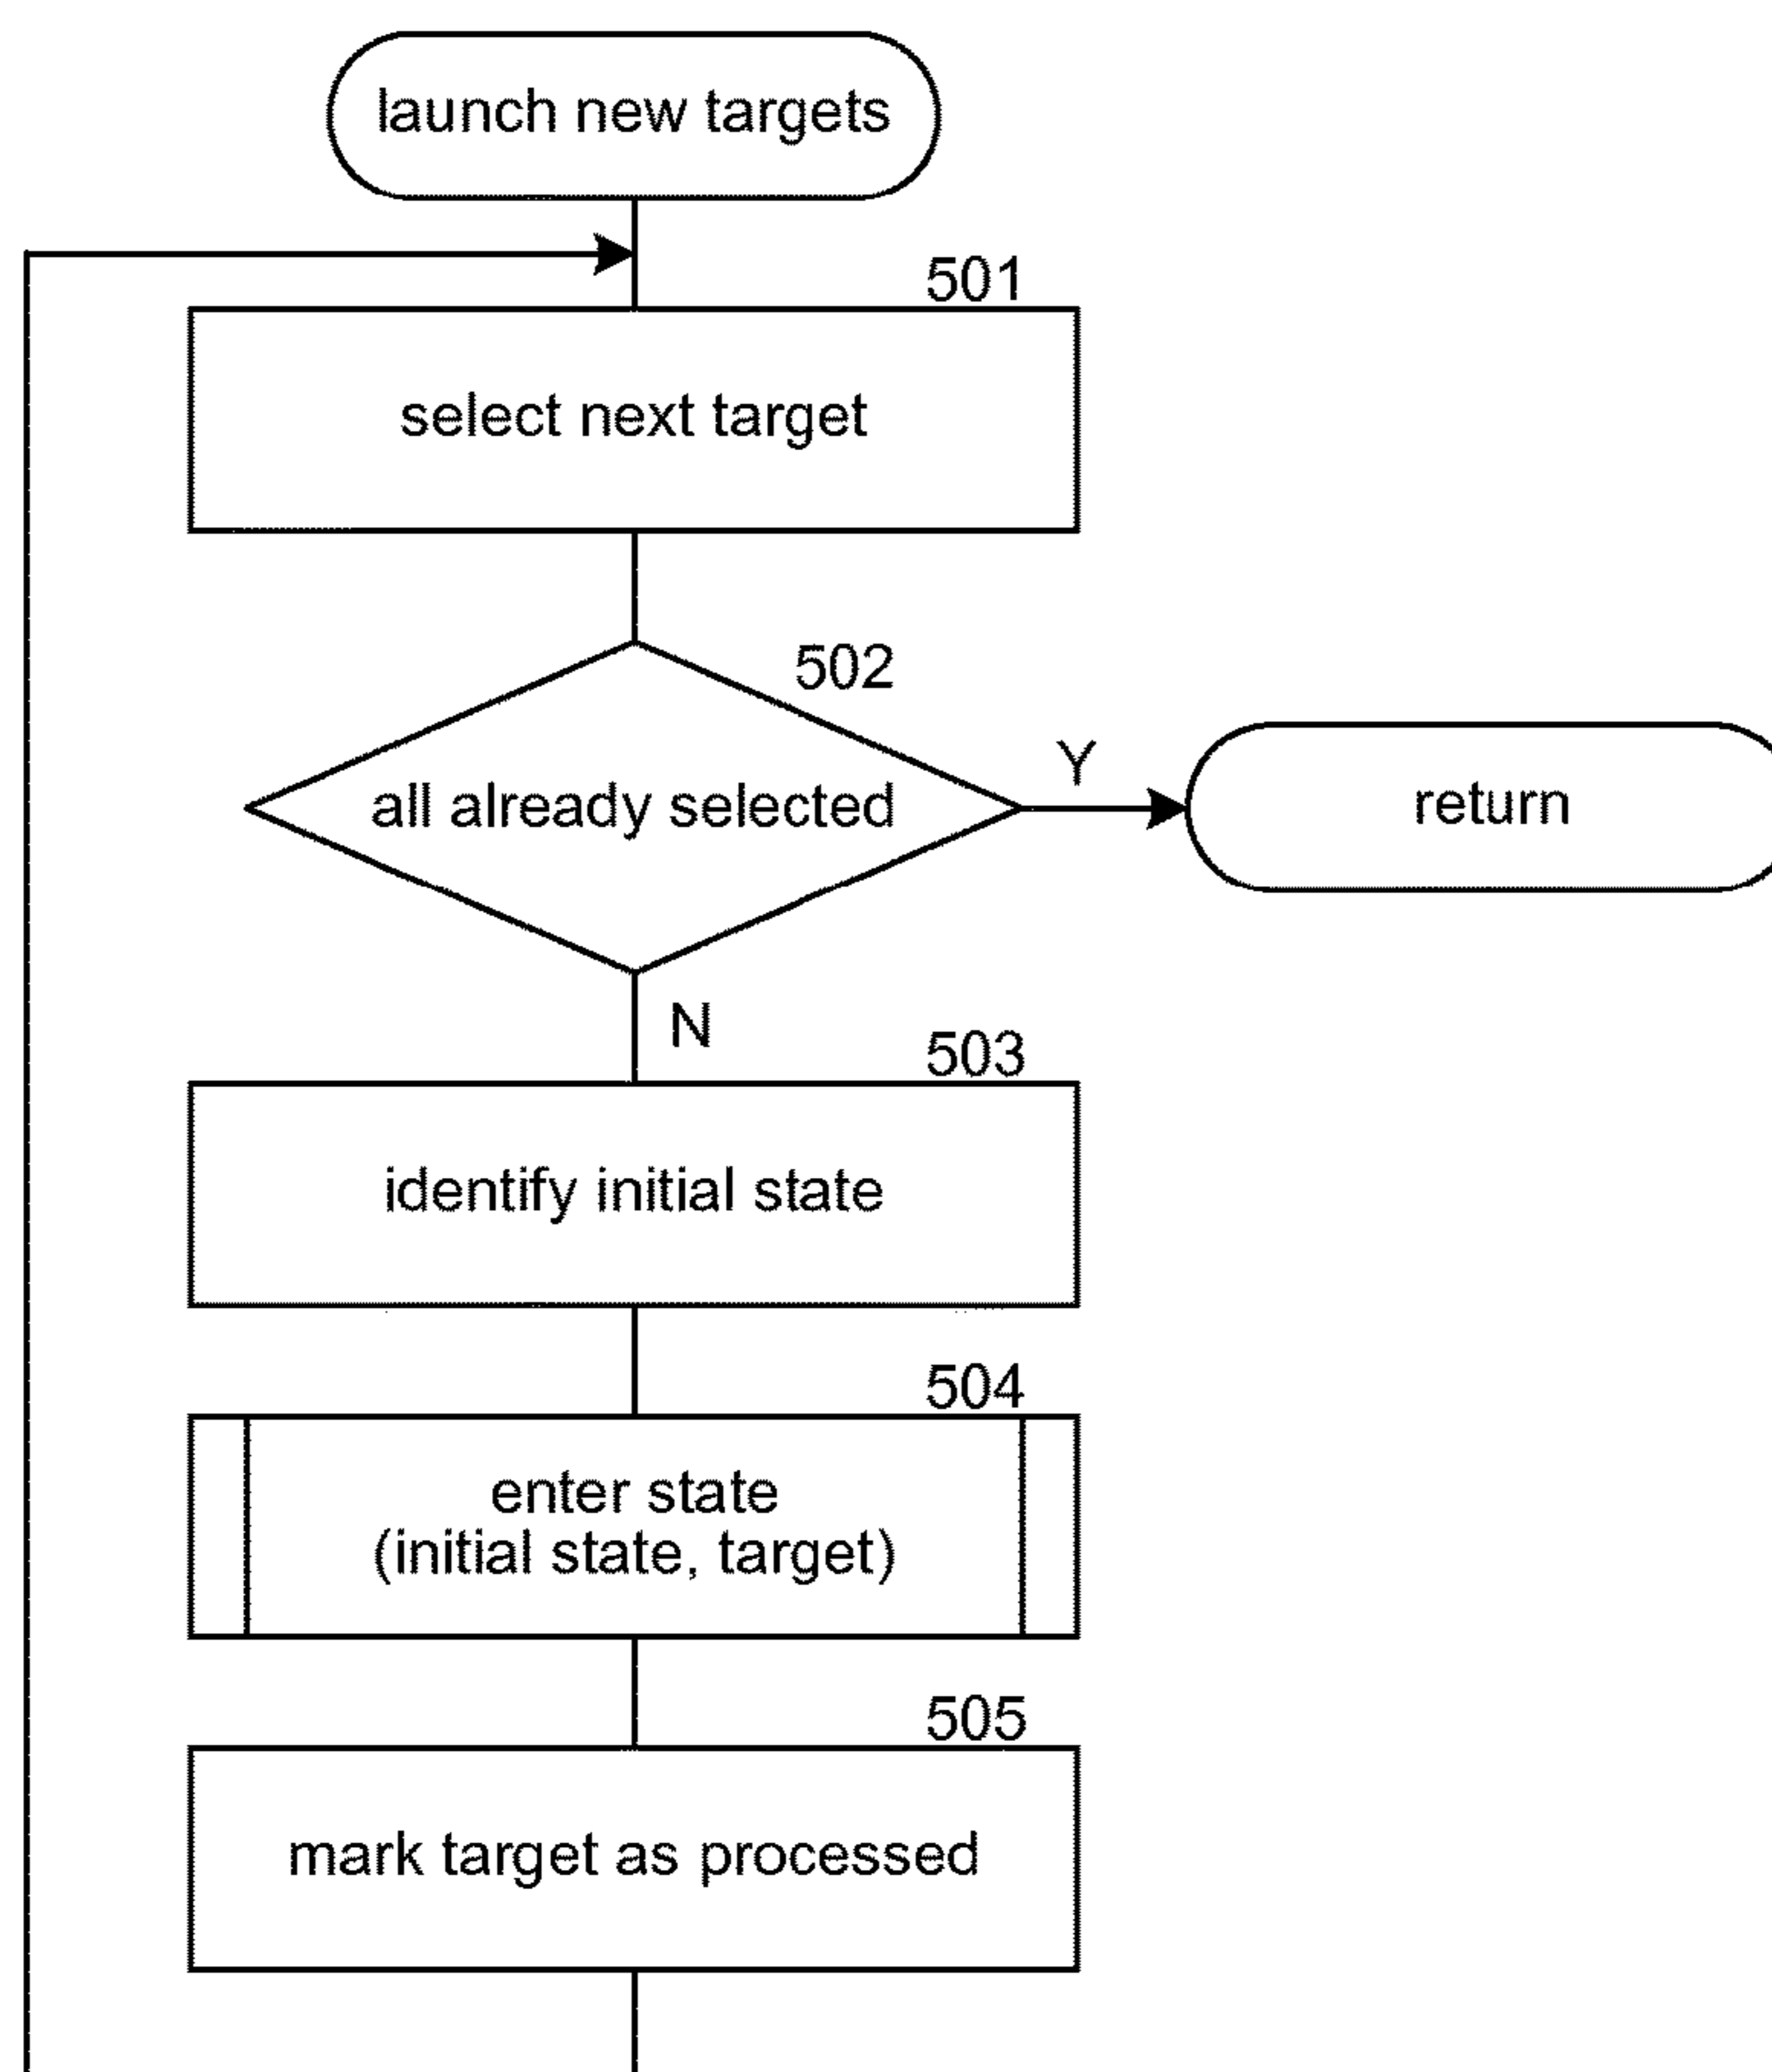 launch new targets
501
select next target
502
all already selected
Y
return
N
503
identify initial state
504
enter state
(initial state, target)
505
mark target as processed